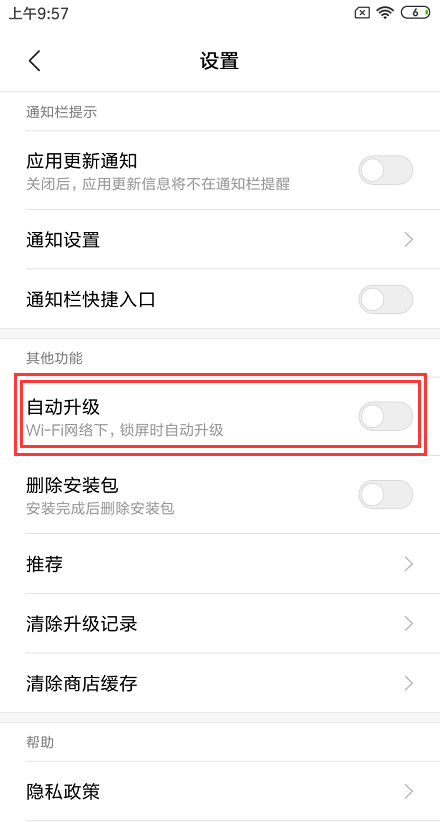 上午9:57
6
设置
通知栏提示
应用更新通知
关闭后，应用更新信息将不在通知栏提醒
通知设置
通知栏快捷入口
其他功能
自动升级
Wi-Fi网络下，锁屏时自动升级
删除安装包
安装完成后删除安装包
推荐
清除升级记录
清除商店缓存
帮助
隐私政策